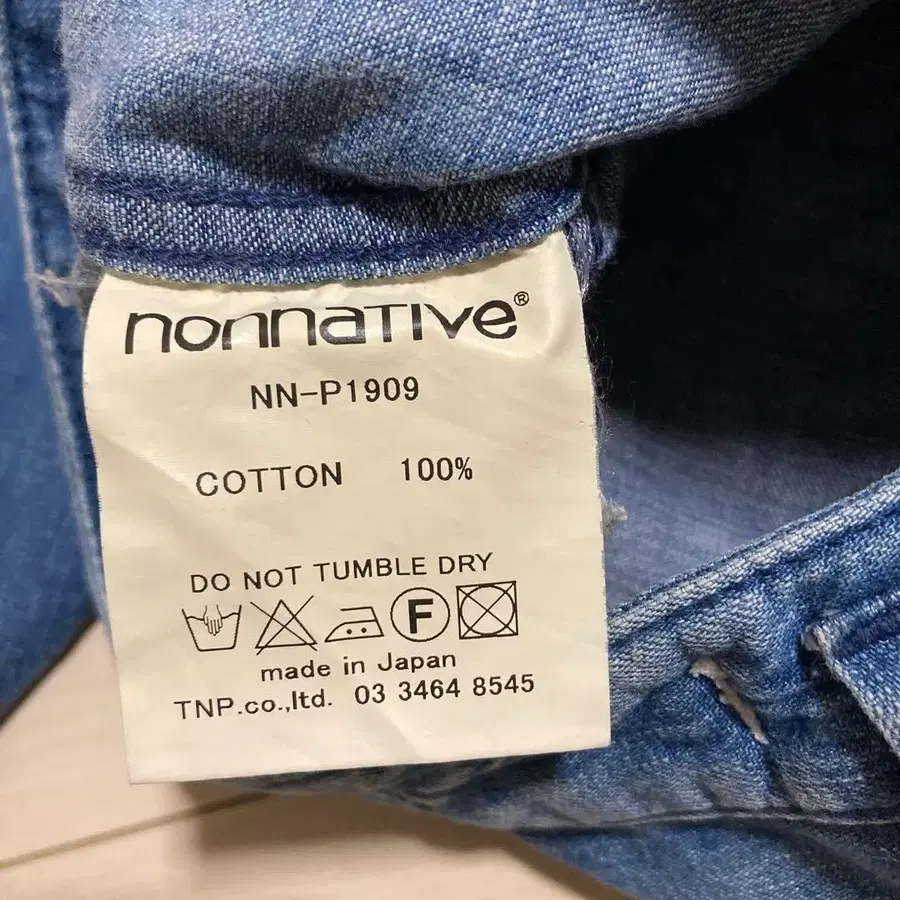 nonnative®
NN-P1909
COTTON 100%
DO NOT TUMBLE DRY
F
made in Japan
TNP.co.,ltd. 03 3464 8545